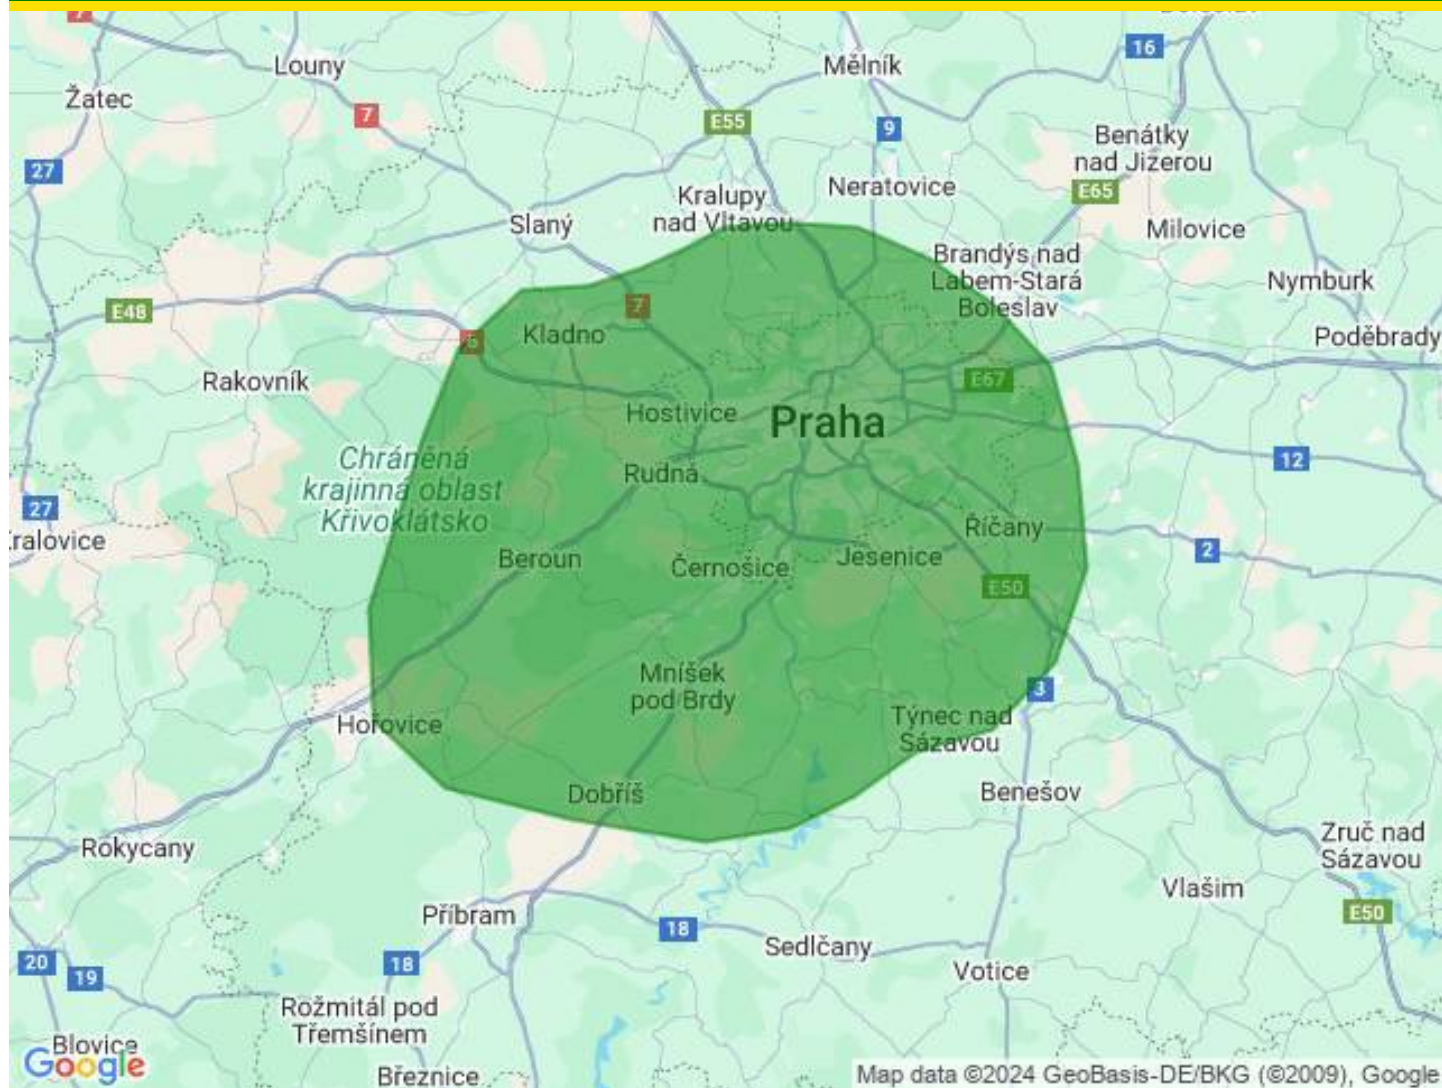 7
16
Louny
Mělník
Žatec
7
E55
9
Benátky
nad Jizerou
27
E65
Kralupy
nad Vltavou
Neratovice
Slaný
Milovice
Brandýs nad
Labem-Stará
Boleslav
Nymburk
E48
7
Kladno
6
Poděbrady
Rakovník
E67
Hostivice
Praha
Chráněná
krajinná oblast
Křivoklátsko
12
Rudná
27
Říčany
ralovice
2
Beroun
Černošice
Jesenice
E50
Mníšek
pod Brdy
3
Hořovice
Týnec nad
Sázavou
Dobříš
Benešov
Rokycany
Zruč nad
Sázavou
Vlašim
Příbram
E50
18
Sedlčany
20
19
18
Votice
Rožmitál pod
Třemšínem
Blovice
Google
Březnice
Map data ©2024 GeoBasis-DE/BKG (©2009), Google